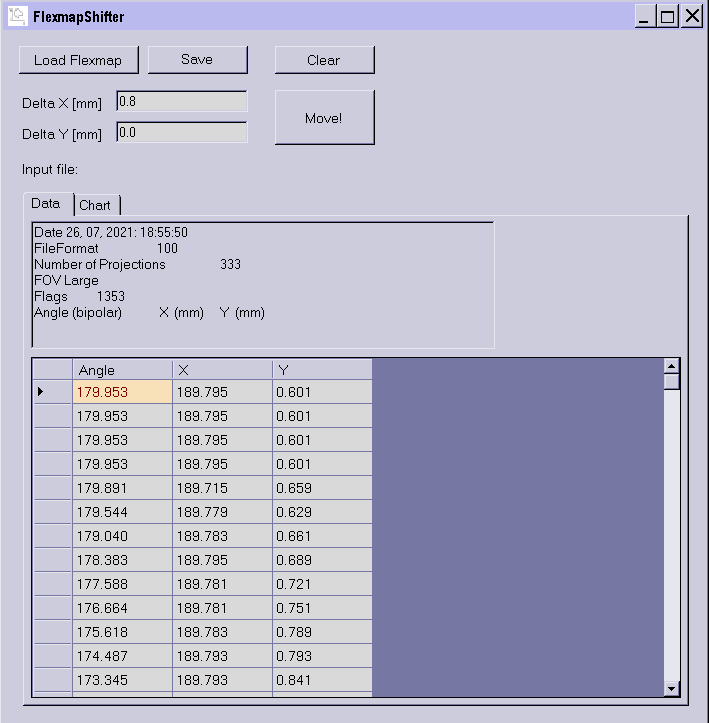 FlexmapShifter
Load Flexmap Save Clear
Delta X [mm] 0.8
Move!
Delta Y [mm] 0.0
Input file:
Data Chart
Date 26, 07, 2021: 18:55:50
FileFormat 100
Number of Projections 333
FOV Large
Flags 1353
Angle (bipolar) X (mm) Y (mm)
Angle X Y
179.953 189.795 0.601
179.953 189.795 0.601
179.953 189.795 0.601
179.953 189.795 0.601
179.891 189.715 0.659
179.544 189.779 0.629
179.040 189.783 0.661
178.383 189.795 0.689
177.588 189.781 0.721
176.664 189.781 0.751
175.618 189.783 0.789
174.487 189.793 0.793
173.345 189.793 0.841